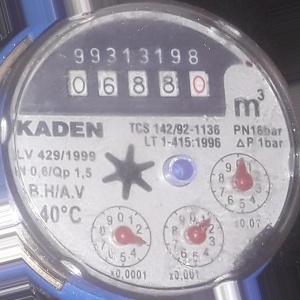 99313198
06880
m³
KADEN TCS 142/92-1136 PN16bar
LV 429/1999 LT 1-415:1996 ΔP 1bar
N 0,6/Qp 1,5
B.H/A.V
40°C
x0,01
x0,0001 x0,001